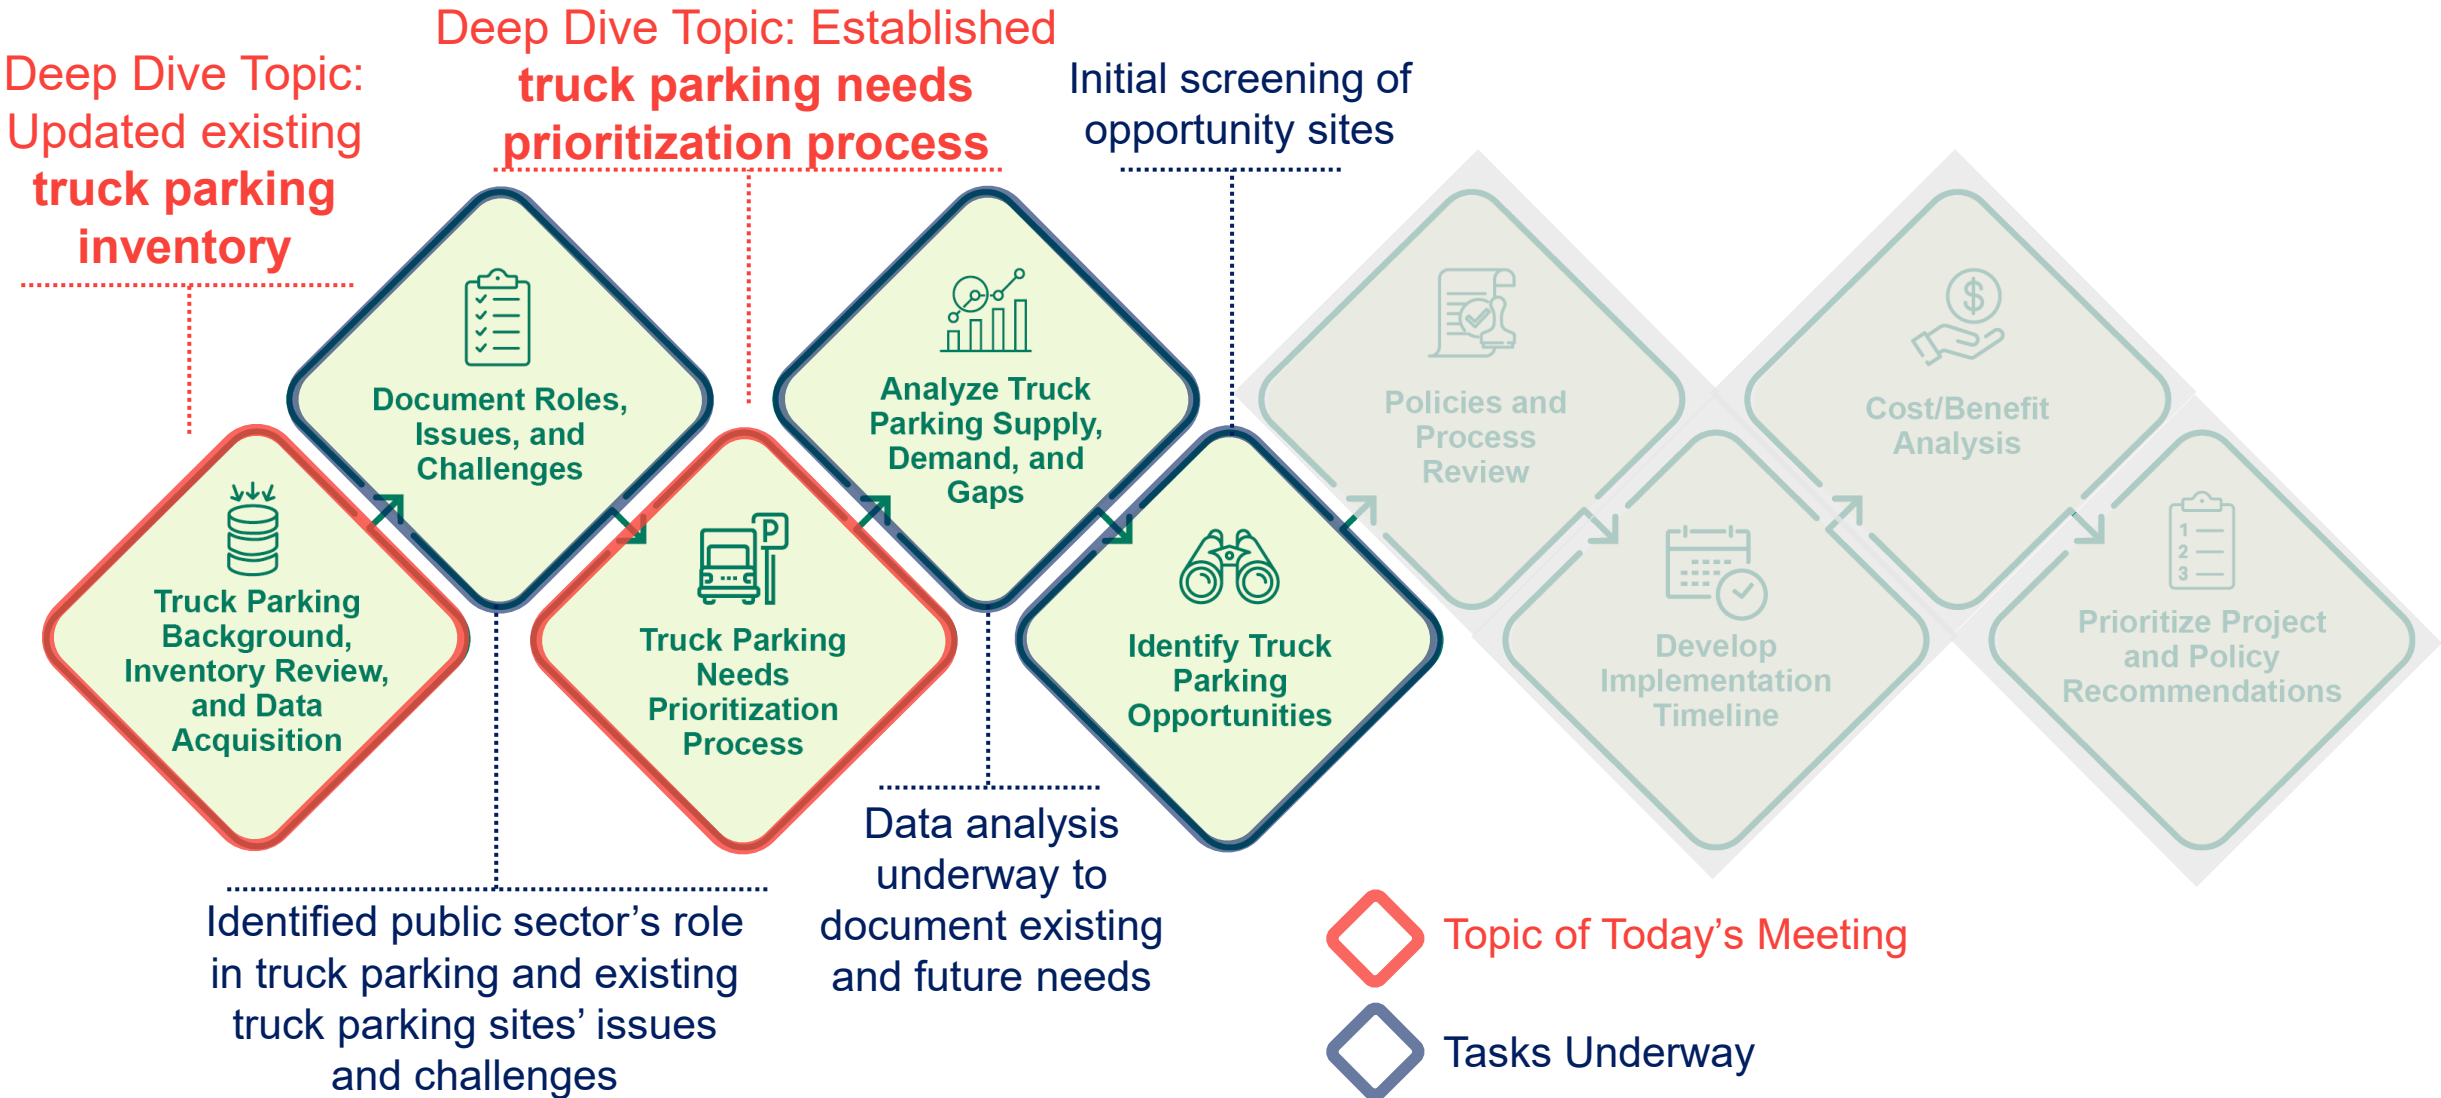 Deep Dive Topic:
Updated existing
truck parking
inventory
Deep Dive Topic: Established
truck parking needs
prioritization process
Initial screening of
opportunity sites
Truck Parking
Background,
Inventory Review,
and Data
Acquisition
Document Roles,
Issues, and
Challenges
P
Truck Parking
Needs
Prioritization
Process
Analyze Truck
Parking Supply,
Demand, and
Gaps
Identify Truck
Parking
Opportunities
Policies and
Process
Review
Develop
Implementation
Timeline
$
Cost/Benefit
Analysis
1
2
3
Prioritize Project
and Policy
Recommendations
Identified public sector’s role
in truck parking and existing
truck parking sites’ issues
and challenges
Data analysis
underway to
document existing
and future needs
Topic of Today’s Meeting
Tasks Underway